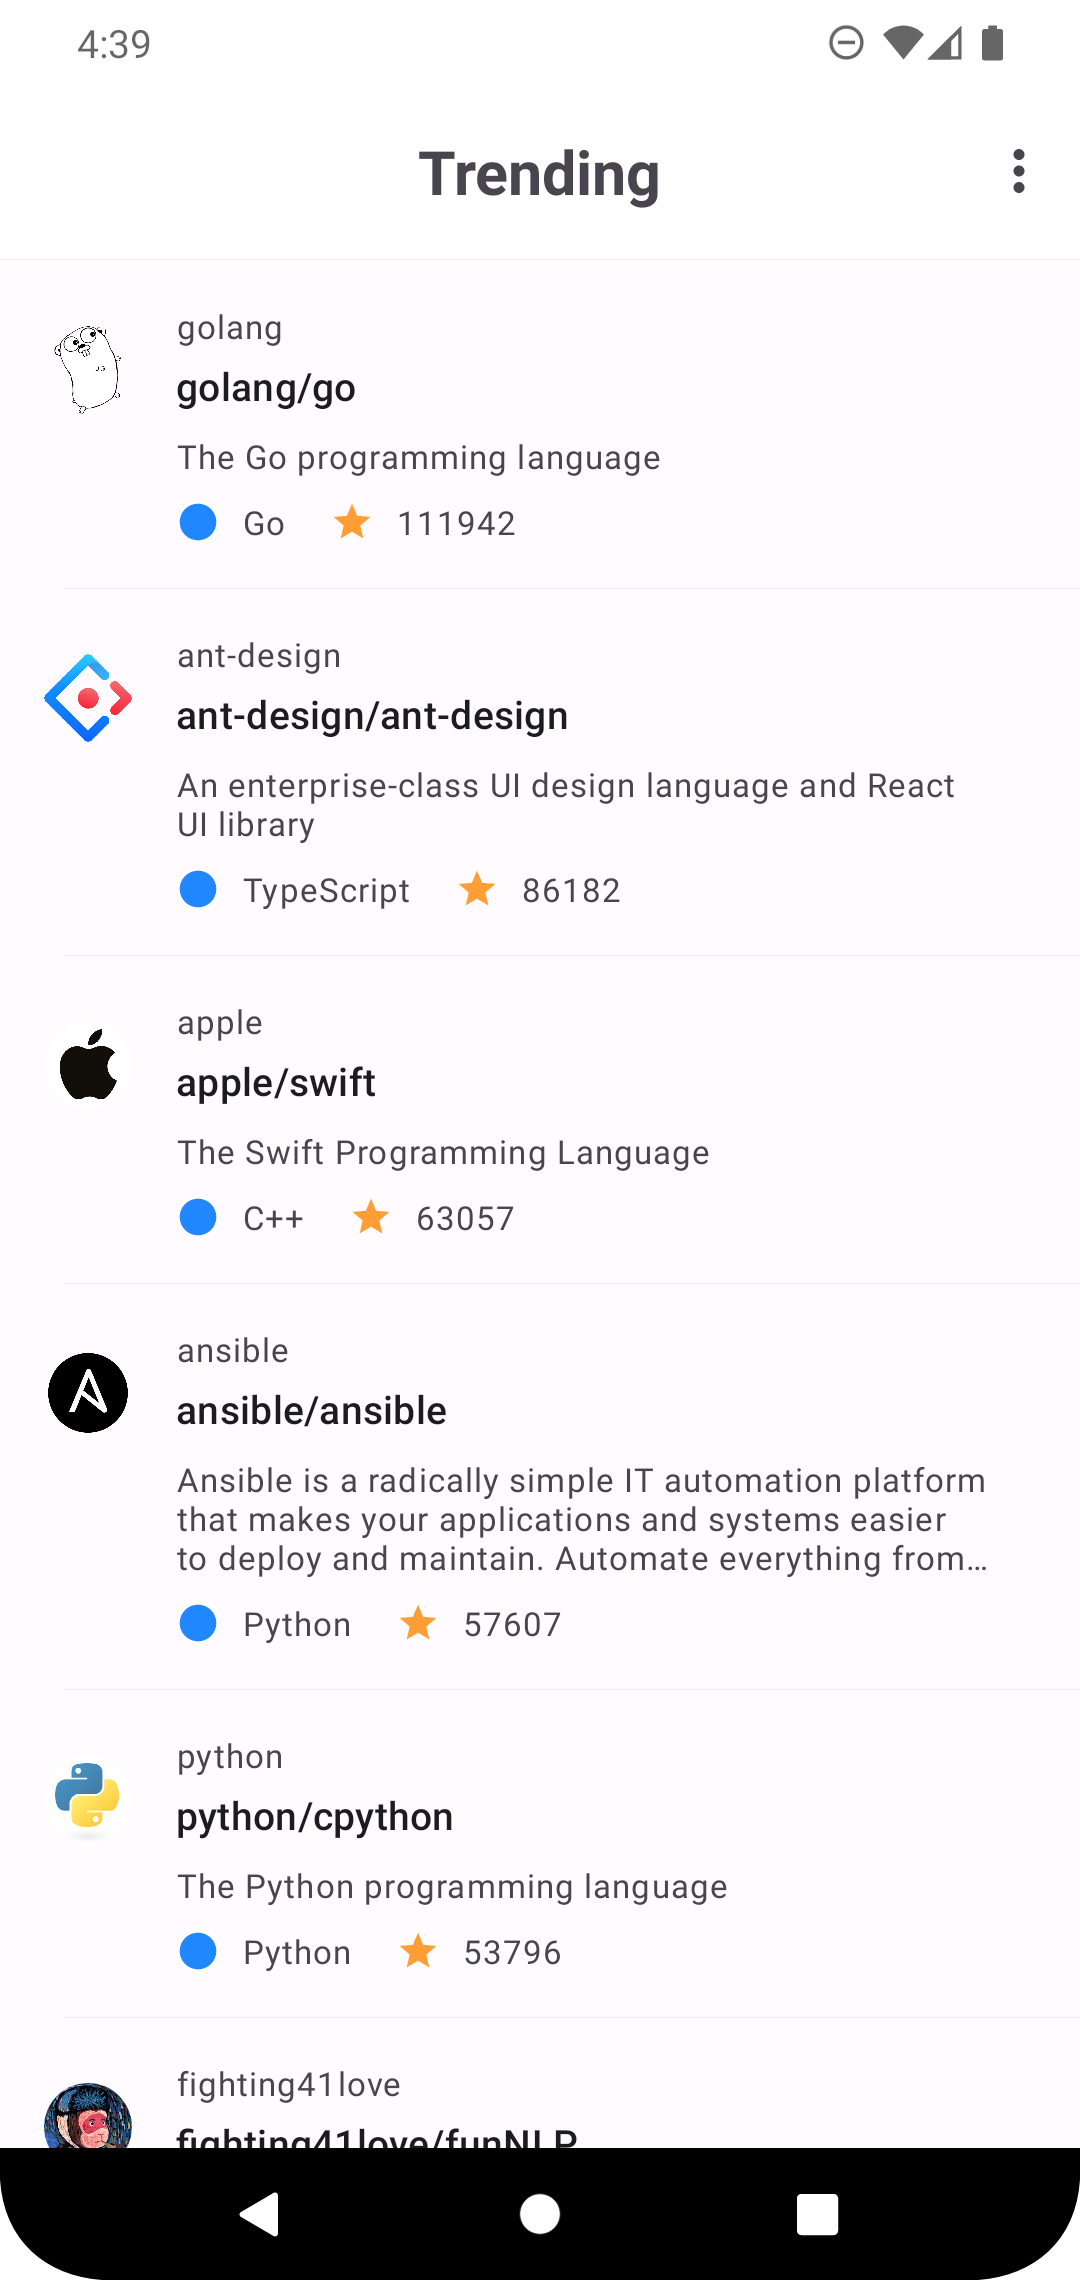 4:39
Trending
golang
golang/go
The Go programming language
Go 111942
ant-design
ant-design/ant-design
An enterprise-class UI design language and React
UI library
TypeScript 86182
apple
apple/swift
The Swift Programming Language
C++ 63057
ansible
ansible/ansible
Ansible is a radically simple IT automation platform
that makes your applications and systems easier
to deploy and maintain. Automate everything from…
Python 57607
python
python/cpython
The Python programming language
Python 53796
fighting41love
fighting41love/funNLP